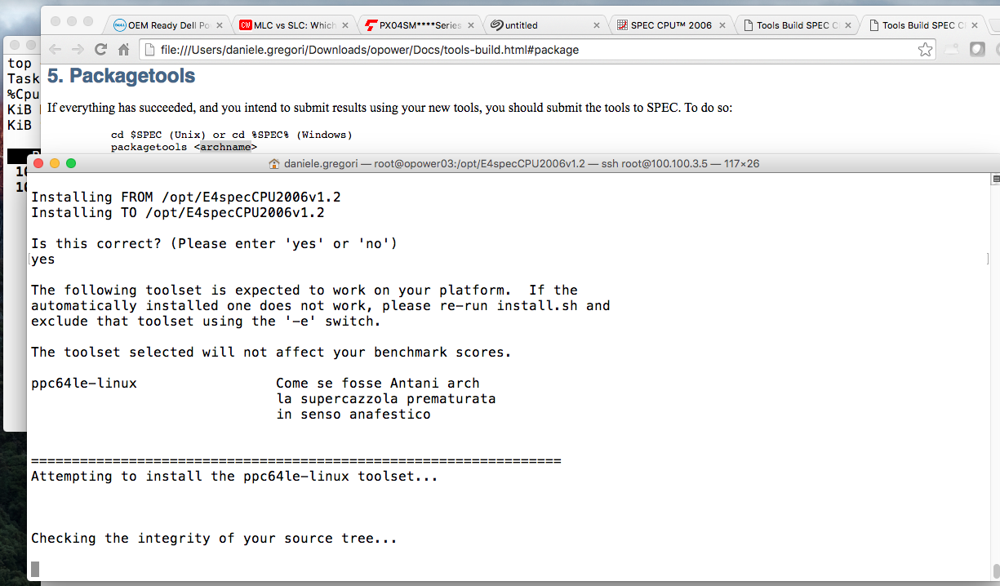 OEM Ready Dell Po
MLC vs SLC: Which
PX04SM****Series
untitled
SPEC CPU™ 2006
Tools Build SPEC C
Tools Build SPEC C
file:///Users/daniele.gregori/Downloads/opower/Docs/tools-build.html#package
top
Task
%Cpu
KiB
KiB
5. Packagetools
If everything has succeeded, and you intend to submit results using your new tools, you should submit the tools to SPEC. To do so:
cd $SPEC (Unix) or cd %SPEC% (Windows)
packagetools <archname>
daniele.gregori — root@opower03:/opt/E4specCPU2006v1.2 — ssh root@100.100.3.5 — 117×26
Installing FROM /opt/E4specCPU2006v1.2
Installing TO /opt/E4specCPU2006v1.2
Is this correct? (Please enter 'yes' or 'no')
[yes ]
The following toolset is expected to work on your platform.  If the
automatically installed one does not work, please re-run install.sh and
exclude that toolset using the '-e' switch.
The toolset selected will not affect your benchmark scores.
ppc64le-linux Come se fosse Antani arch
la supercazzola prematurata
in senso anafestico
=================================================================
Attempting to install the ppc64le-linux toolset...
Checking the integrity of your source tree...